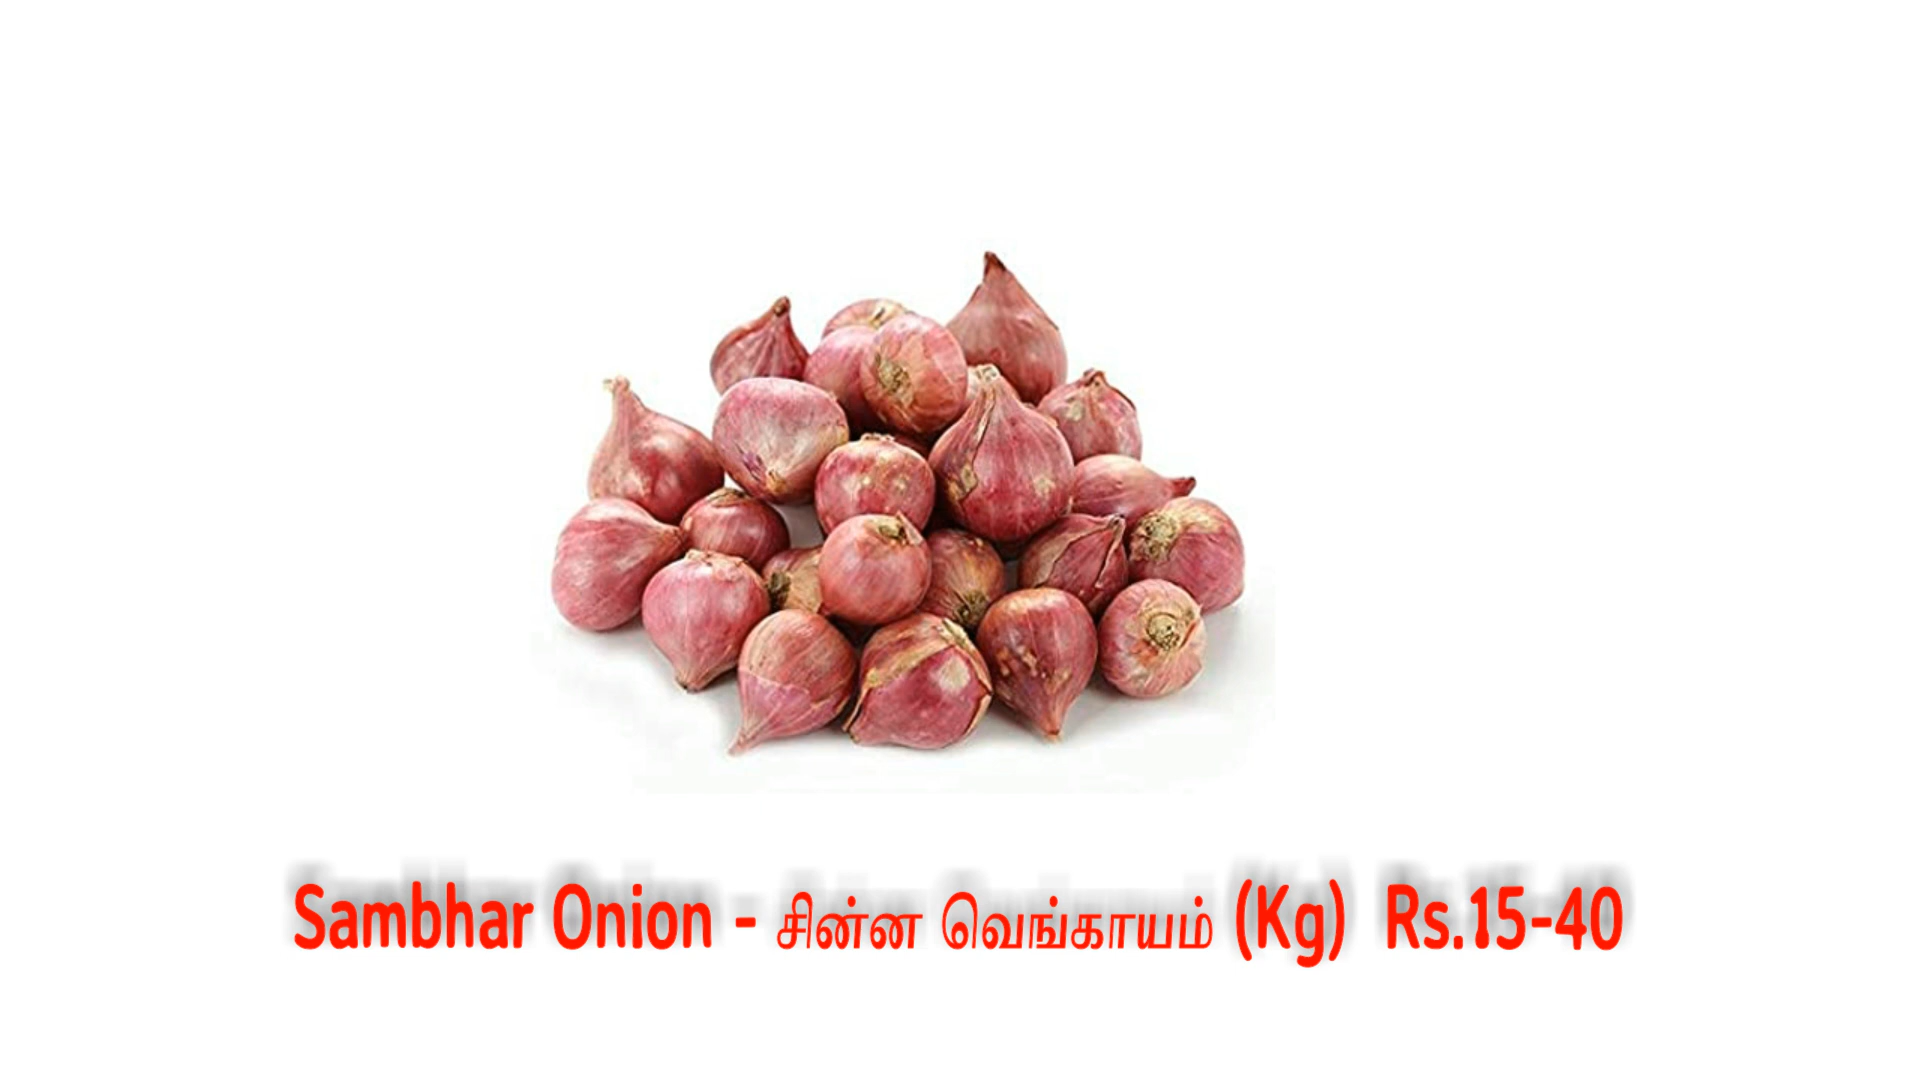 Sambhar Onion - சின்ன வெங்காயம் (Kg) Rs.15-40